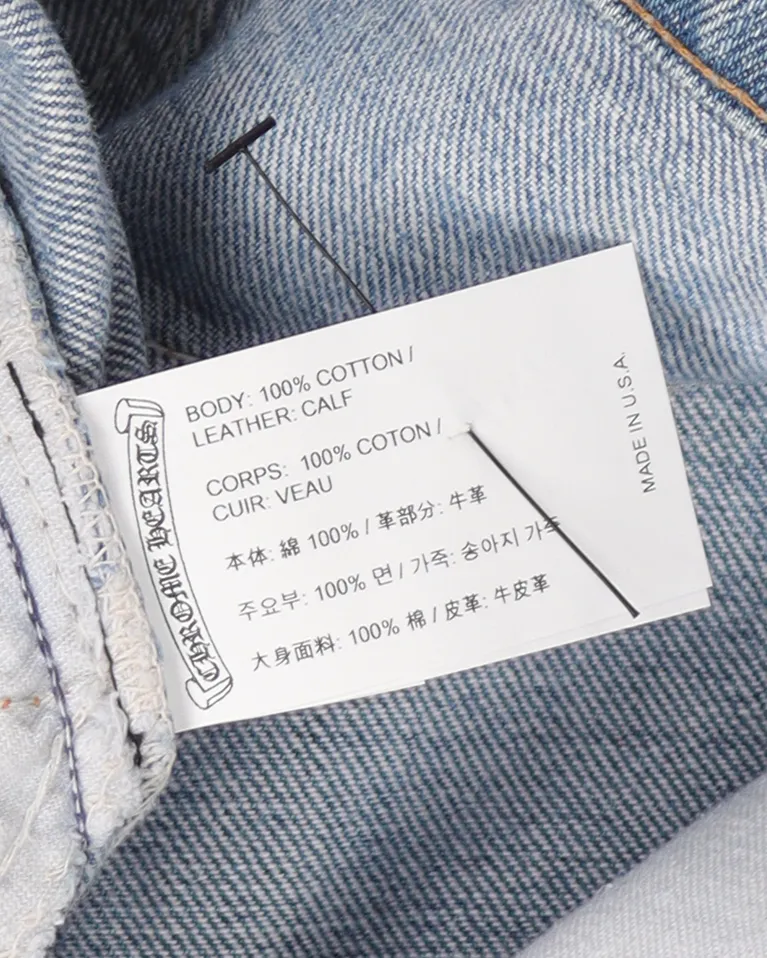 CHROME HEARTS
BODY: 100% COTTON /
LEATHER: CALF
CORPS: 100% COTON /
CUIR: VEAU
本体: 綿 100% / 革部分: 牛革
주요부: 100% 면 / 가죽: 송아지 가죽
大身面料: 100% 棉 / 皮革: 牛皮革
MADE IN U.S.A.